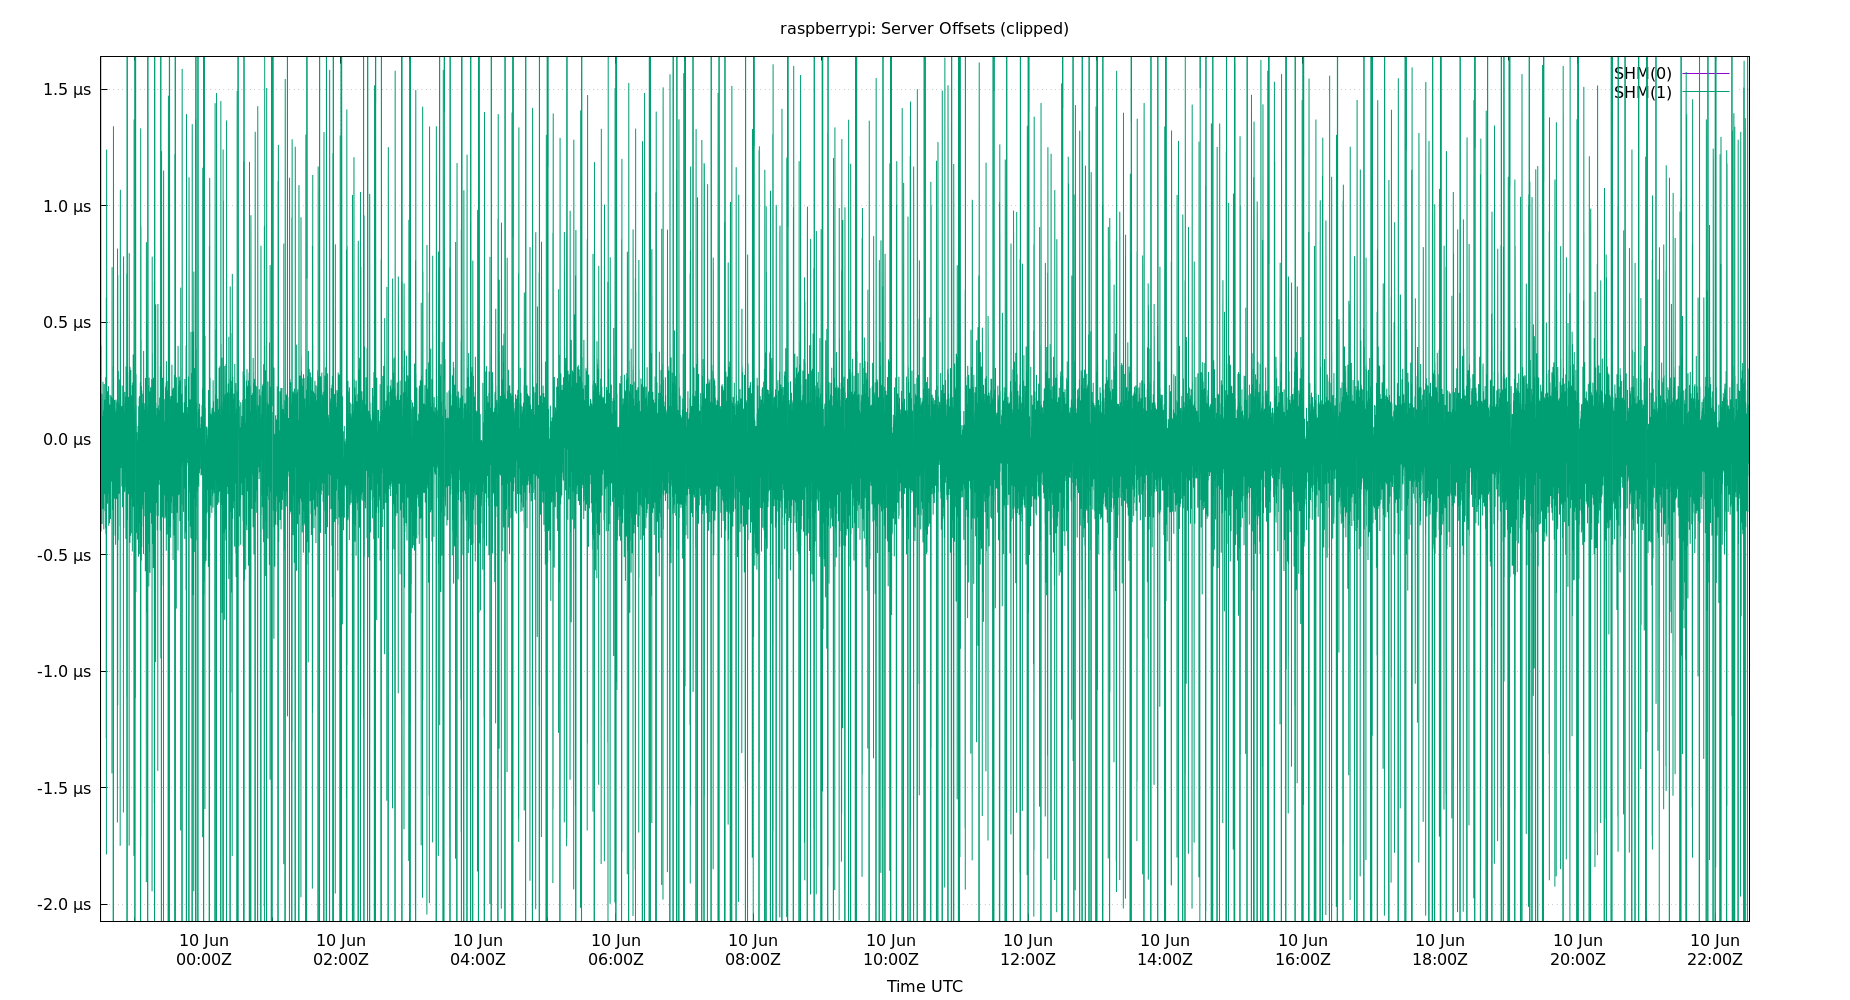 raspberrypi: Server Offsets (clipped)
SHM(0)
SHM(1)
1.5 µs
1.0 µs
0.5 µs
0.0 µs
-0.5 µs
-1.0 µs
-1.5 µs
-2.0 µs
10 Jun 10 Jun 10 Jun 10 Jun 10 Jun 10 Jun 10 Jun 10 Jun 10 Jun 10 Jun 10 Jun 10 Jun
00:00Z 02:00Z 04:00Z 06:00Z 08:00Z 10:00Z 12:00Z 14:00Z 16:00Z 18:00Z 20:00Z 22:00Z
Time UTC